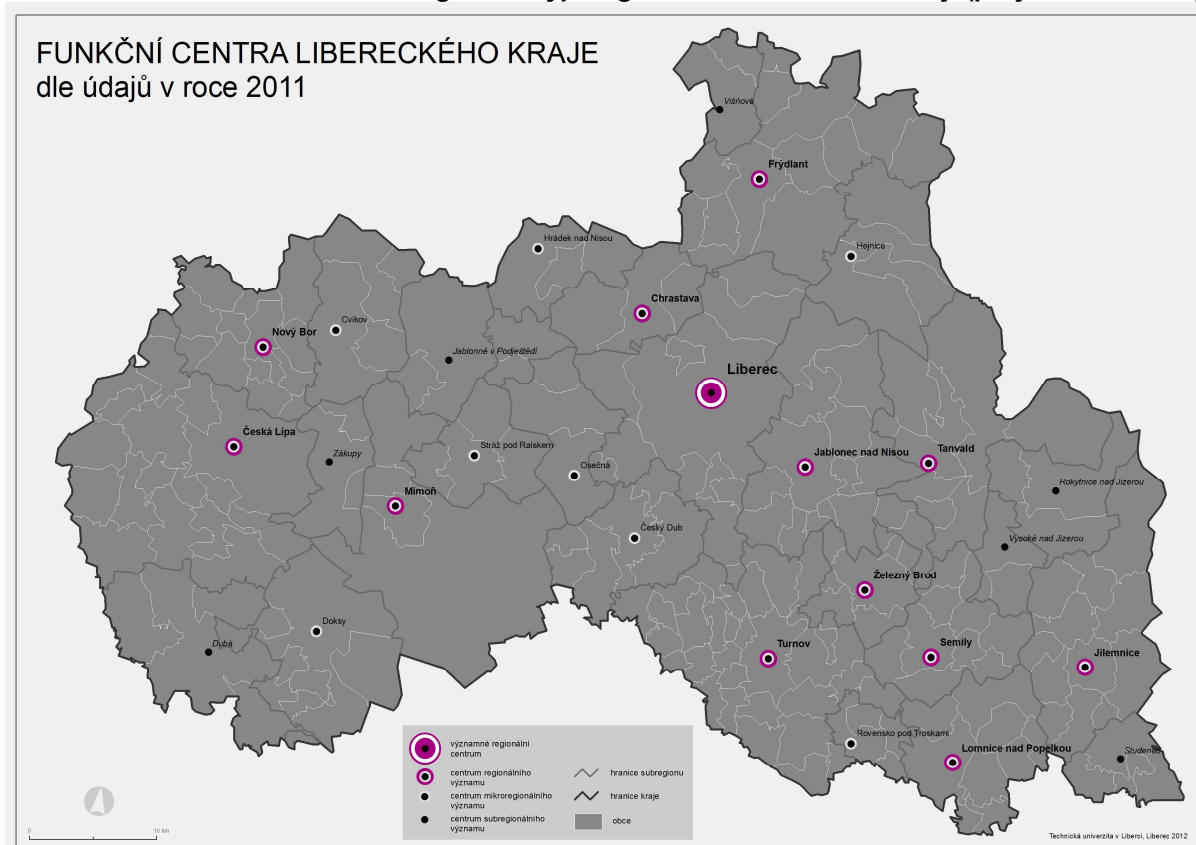 FUNKČNÍ CENTRA LIBERECKÉHO KRAJE
dle údajů v roce 2011
Višňová
Frýdlant
Hrádek nad Nisou
Hejnice
Chrastava
Cvikov
Nový Bor
Jablonné v Podještědí
Liberec
Česká Lípa
Zákupy
Stráž pod Ralskem
Osečná
Jablonec nad Nisou
Tanvald
Mimoň
Rokytnice nad Jizerou
Český Dub
Vysoké nad Jizerou
Železný Brod
Doksy
Dubá
Turnov
Semily
Jilemnice
Rovensko pod Troskami
Lomnice nad Popelkou
Studenec
významné regionální
centrum
centrum regionálního
významu
centrum mikroregionálního
významu
centrum subregionálního
významu
hranice subregionu
hranice kraje
obce
0 10 km
Technická univerzita v Liberci, Liberec 2012